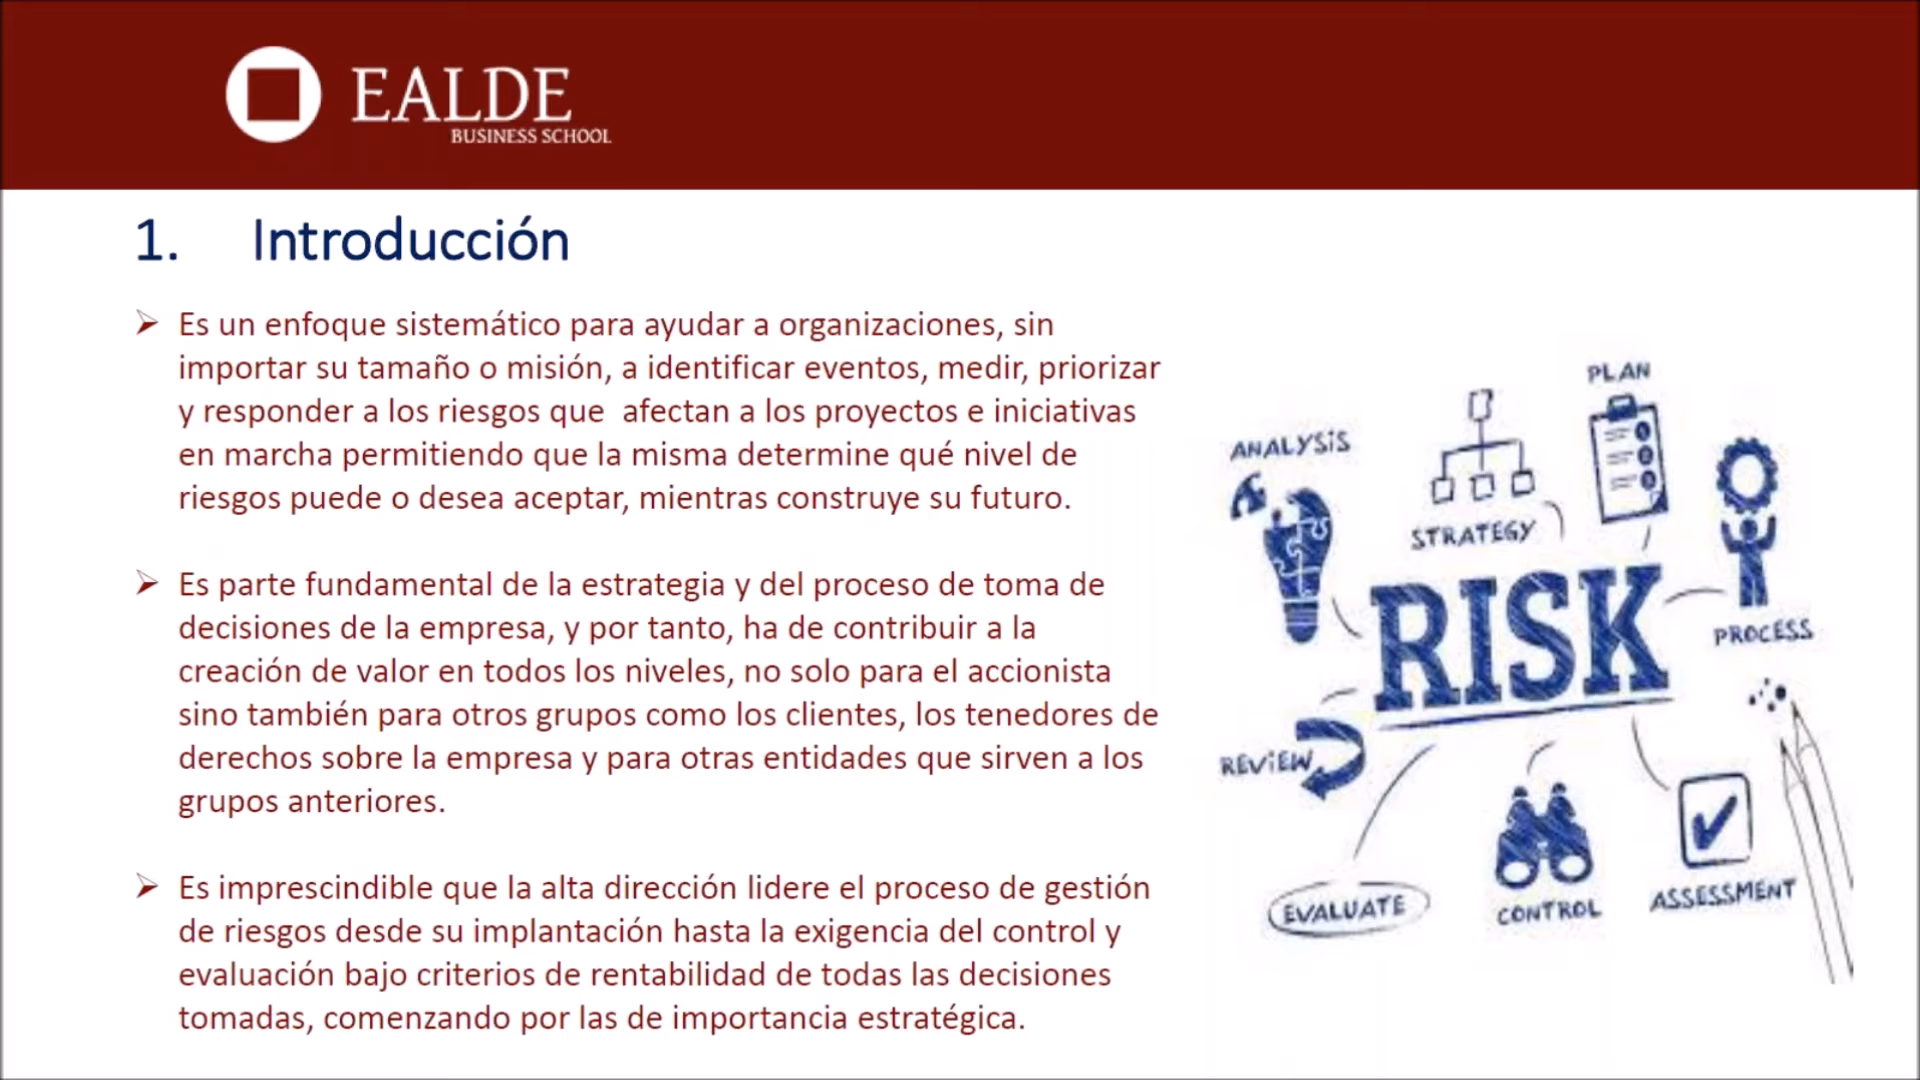 EALDE
BUSINESS SCHOOL
1. Introducción
Es un enfoque sistemático para ayudar a organizaciones, sin
importar su tamaño o misión, a identificar eventos, medir, priorizar
y responder a los riesgos que afectan a los proyectos e iniciativas
en marcha permitiendo que la misma determine qué nivel de
riesgos puede o desea aceptar, mientras construye su futuro.
Es parte fundamental de la estrategia y del proceso de toma de
decisiones de la empresa, y por tanto, ha de contribuir a la
creación de valor en todos los niveles, no solo para el accionista
sino también para otros grupos como los clientes, los tenedores de
derechos sobre la empresa y para otras entidades que sirven a los
grupos anteriores.
Es imprescindible que la alta dirección lidere el proceso de gestión
de riesgos desde su implantación hasta la exigencia del control y
evaluación bajo criterios de rentabilidad de todas las decisiones
tomadas, comenzando por las de importancia estratégica.
PLAN
ANALYSIS
STRATEGY
RISK
PROCESS
REVIEW
EVALUATE
CONTROL
ASSESSMENT